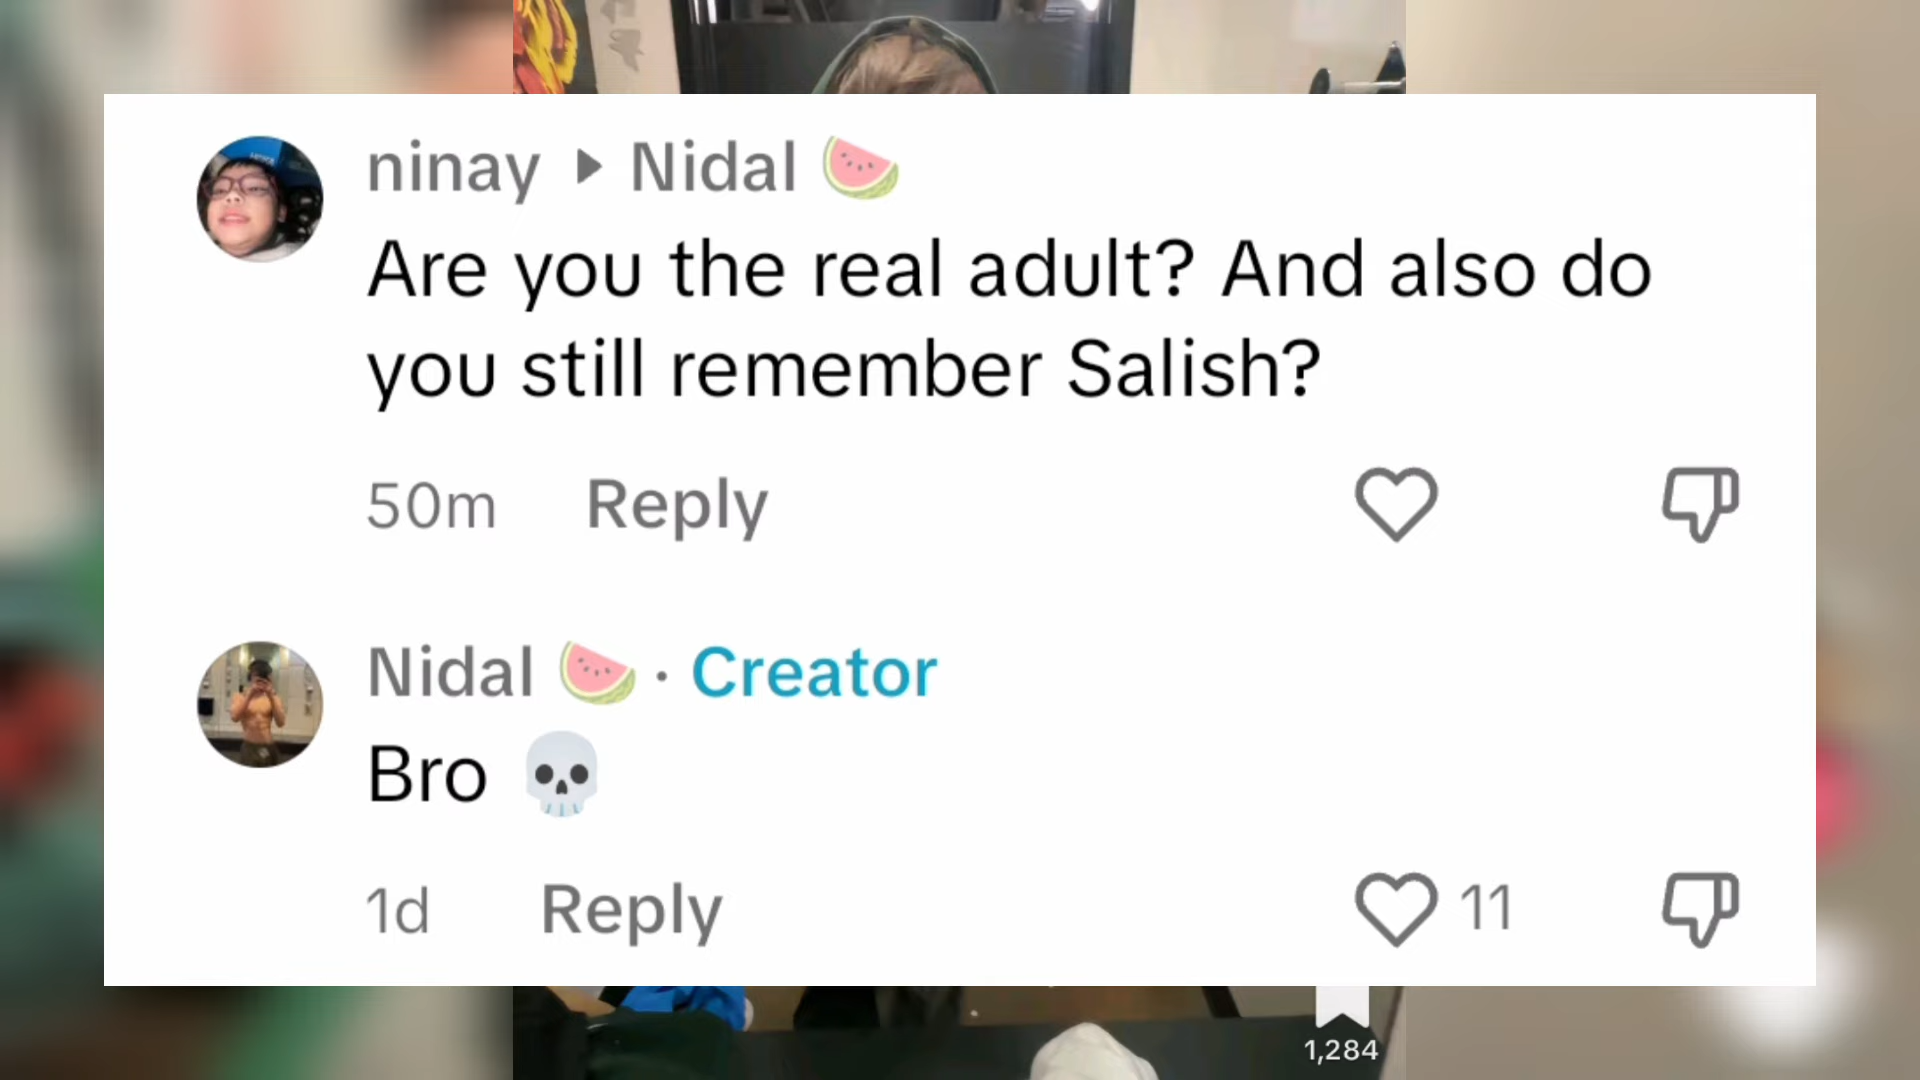 ninay ▶ Nidal 🍉
Are you the real adult? And also do
you still remember Salish?
50m Reply
Nidal 🍉 · Creator
Bro 💀
1d Reply 11
1,284